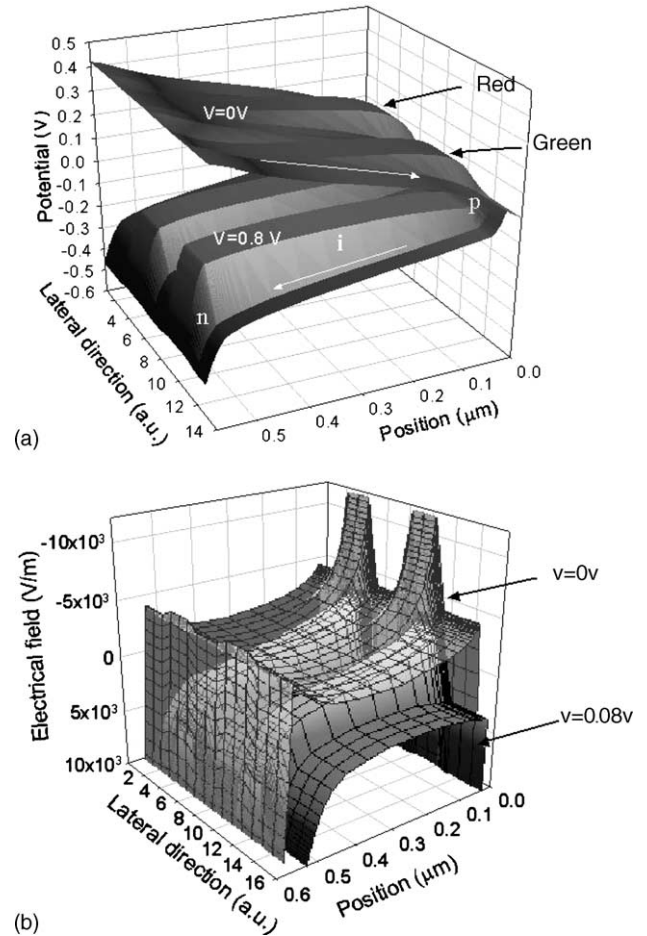 0.5
0.4
0.3
0.2
0.1
0.0
-0.1
-0.2
-0.3
-0.4
-0.5
-0.6
Potential (V)
Red
Green
V=0V
V=0.8 V
p
i
n
4
6
8
10
12
14
Lateral direction (a.u.)
0.5
0.4
0.3
0.2
0.1
0.0
Position (μm)
(a)
-10x10³
-5x10³
0
5x10³
10x10³
Electrical field (V/m)
v=0v
v=0.08v
2
4
6
8
10
12
14
16
Lateral direction (a.u.)
0.6
0.5
0.4
0.3
0.2
0.1
0.0
Position (μm)
(b)